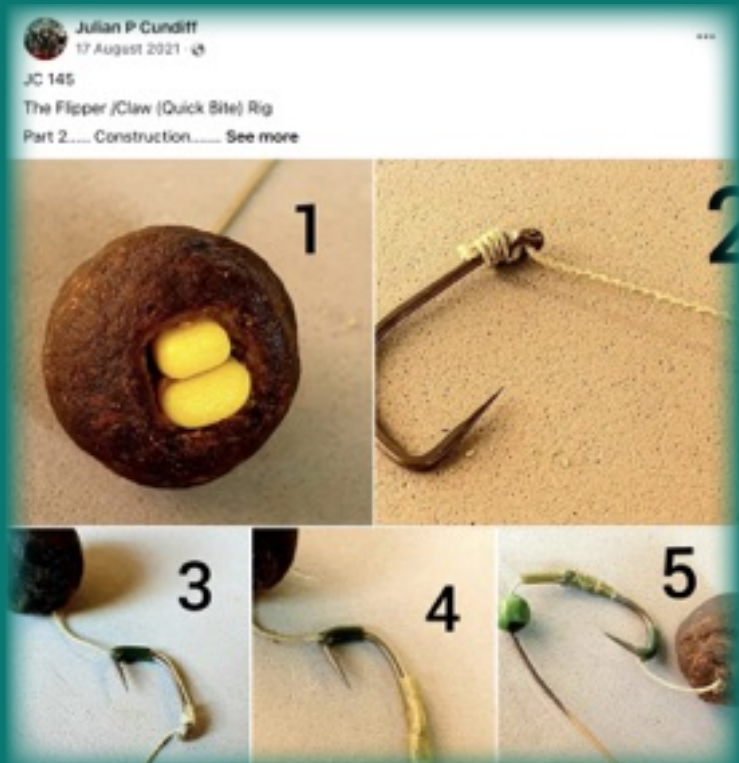 Julian P Cundiff
17 August 2021 ·
JC 145
The Flipper /Claw (Quick Bite) Rig
Part 2..... Construction....... See more
1
2
3
4
5